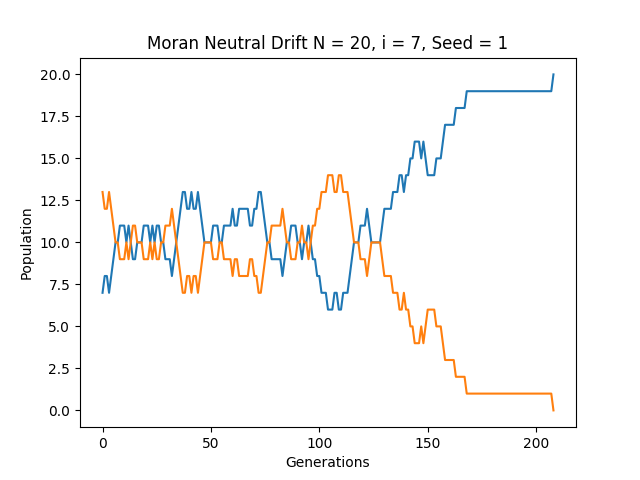 Moran Neutral Drift N = 20, i = 7, Seed = 1
20.0
17.5
15.0
12.5
10.0
7.5
5.0
2.5
0.0
Population
0 50 100 150 200
Generations